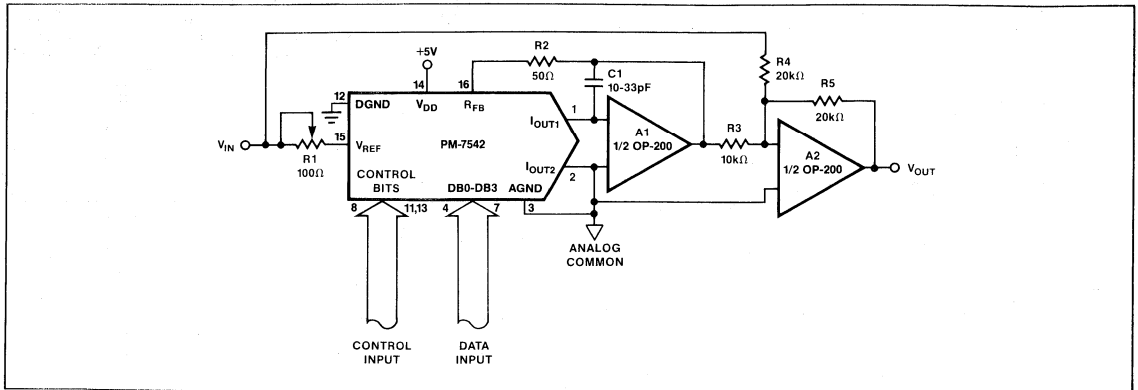 +5V
R2
50Ω
C1
10-33pF
R4
20kΩ
R5
20kΩ
12
14
16
DGND
VDD
RFB
1
IOUT1
A1
1/2 OP-200
R3
10kΩ
A2
1/2 OP-200
VOUT
VIN
R1
100Ω
15
VREF
PM-7542
IOUT2
2
CONTROL
BITS
DB0-DB3
AGND
8
11,13
4
7
3
ANALOG
COMMON
CONTROL
INPUT
DATA
INPUT